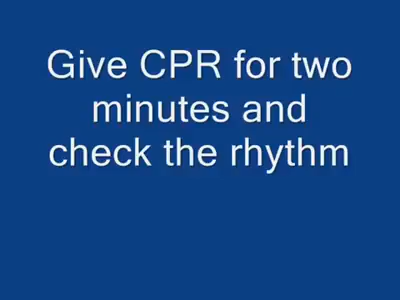 Give CPR for two
minutes and
check the rhythm